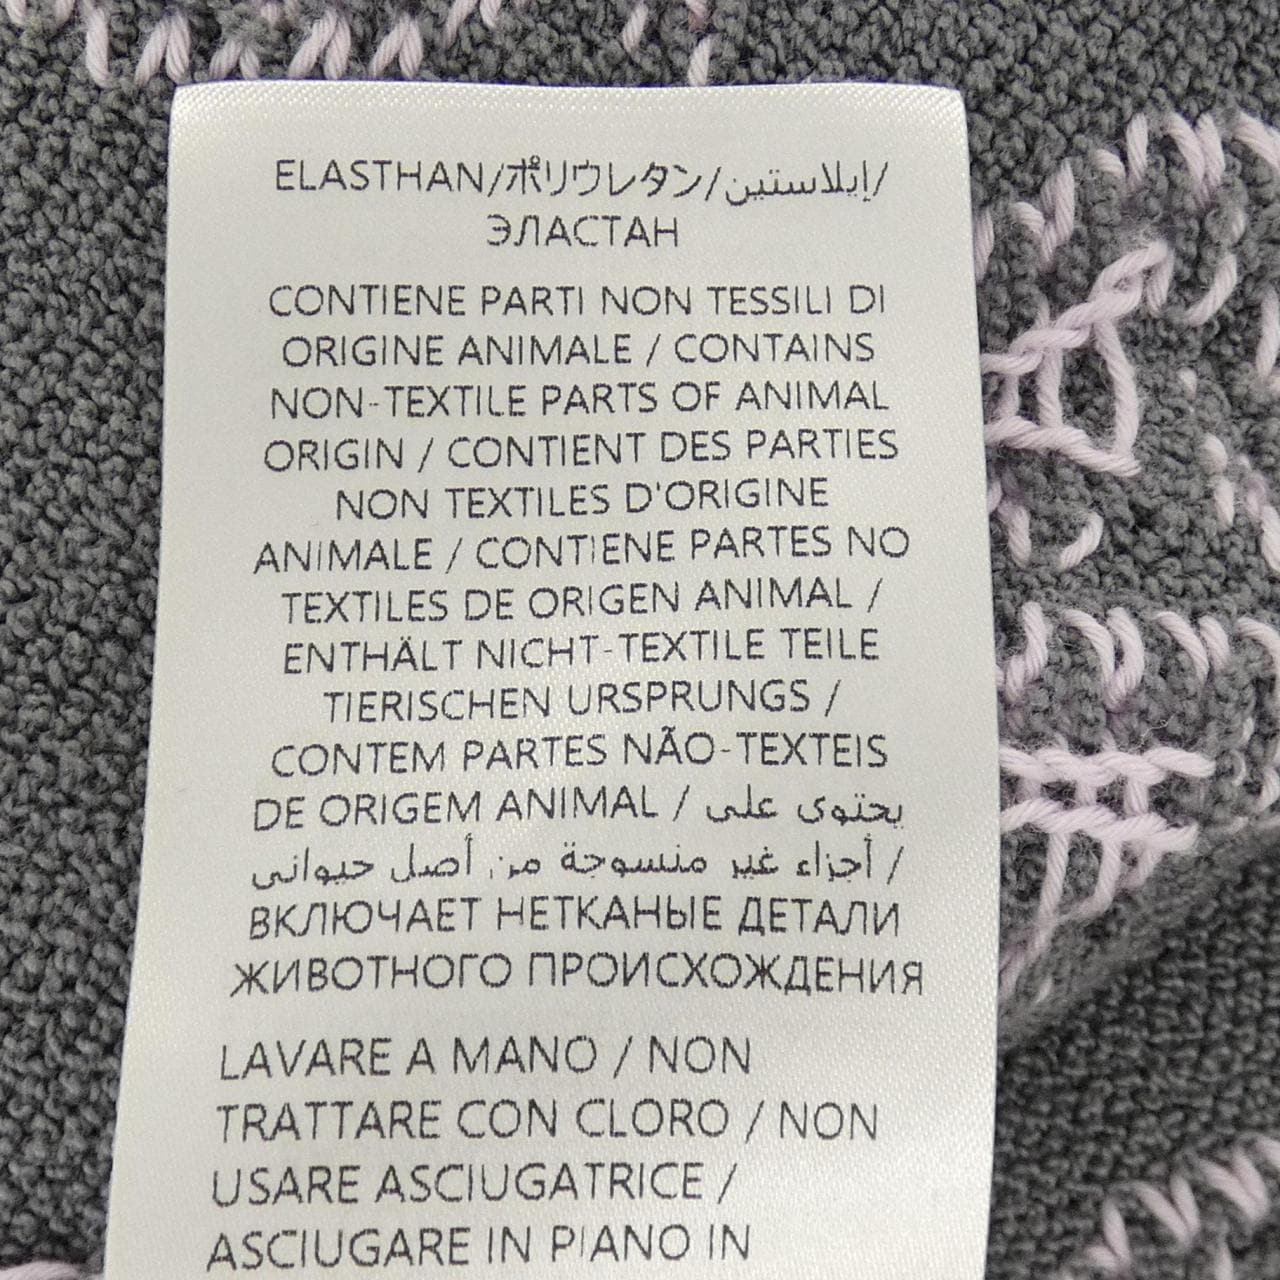 ELASTHAN/ポリウレタン/إيلاستين/
ЭЛАСТАН
CONTIENE PARTI NON TESSILI DI
ORIGINE ANIMALE / CONTAINS
NON-TEXTILE PARTS OF ANIMAL
ORIGIN / CONTIENT DES PARTIES
NON TEXTILES D'ORIGINE
ANIMALE / CONTIENE PARTES NO
TEXTILES DE ORIGEN ANIMAL /
ENTHÄLT NICHT-TEXTILE TEILE
TIERISCHEN URSPRUNGS /
CONTEM PARTES NÃO-TEXTEIS
DE ORIGEM ANIMAL / يحتوى على
أجزاء غير منسوجة من أصل حيوانى /
ВКЛЮЧАЕТ НЕТКАНЫЕ ДЕТАЛИ
ЖИВОТНОГО ПРОИСХОЖДЕНИЯ
LAVARE A MANO / NON
TRATTARE CON CLORO / NON
USARE ASCIUGATRICE /
ASCIUGARE IN PIANO IN